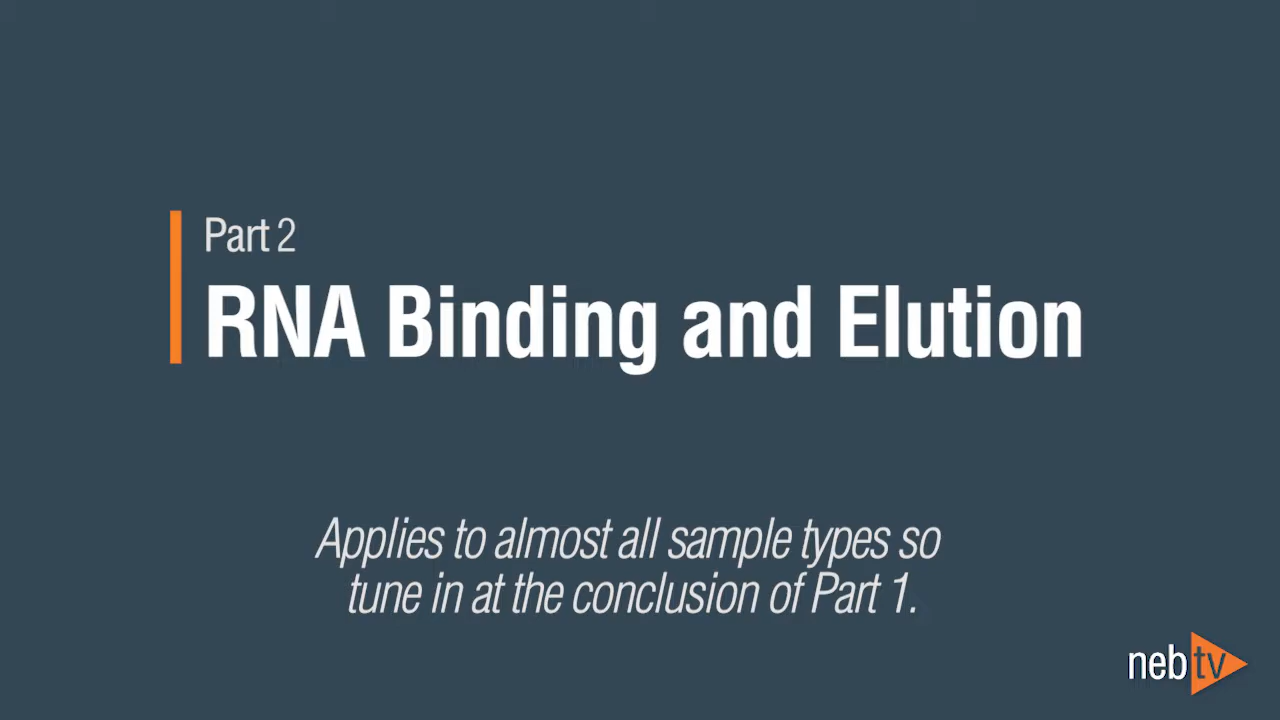 Part 2
RNA Binding and Elution
Applies to almost all sample types so
tune in at the conclusion of Part 1.
neb tv